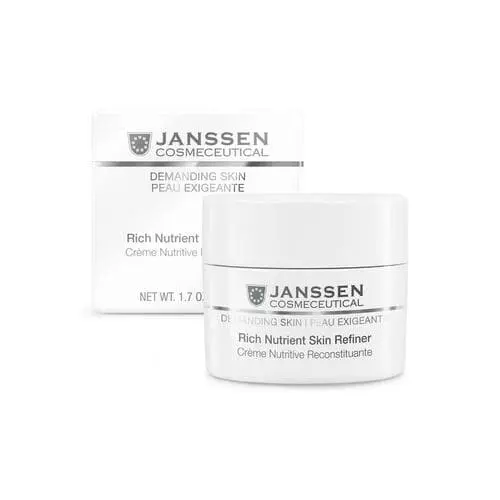 JANSSEN
COSMECEUTICAL
DEMANDING SKIN
PEAU EXIGEANTE
Rich Nutrient
Crème Nutritive
NET WT. 1.7
JANSSEN
COSMECEUTICAL
DEMANDING SKIN | PEAU EXIGEANT
Rich Nutrient Skin Refiner
Crème Nutritive Reconstituante